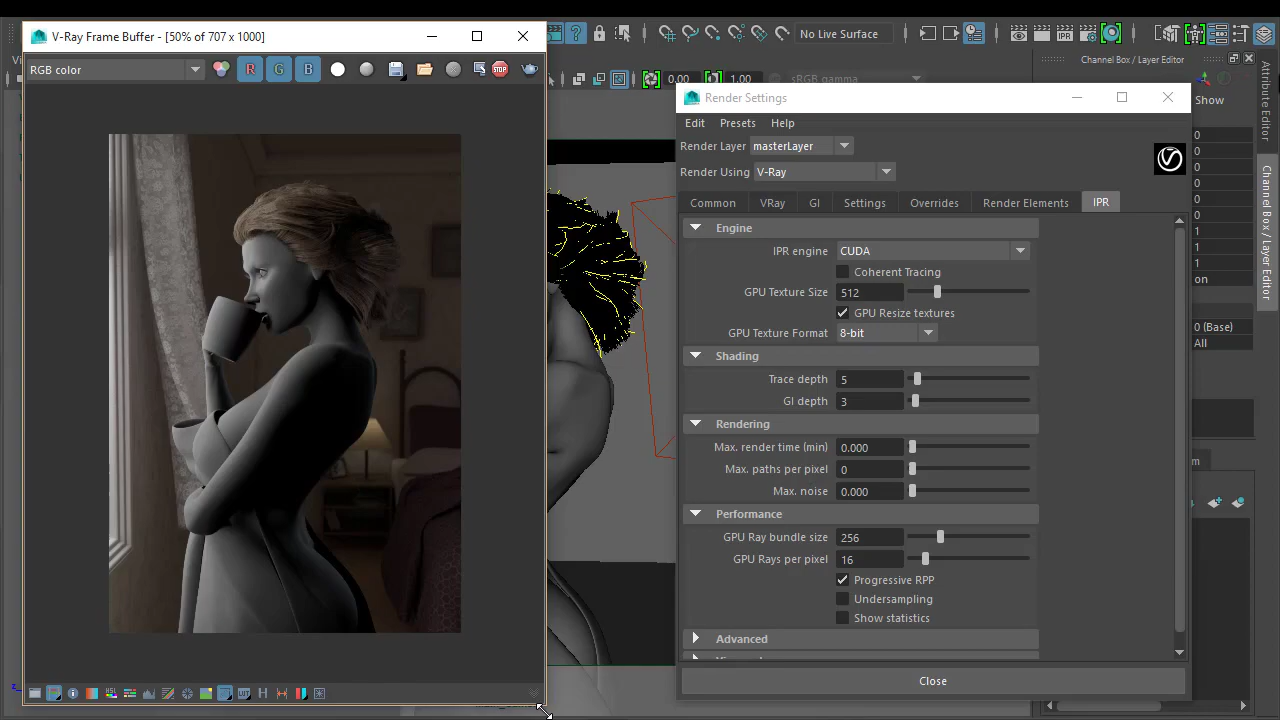 V-Ray Frame Buffer - [50% of 707 x 1000]
No Live Surface
Channel Box / Layer Editor
RGB color
R G B
STOP
0.00
1.00
sRGB gamma
Render Settings
Show
Edit Presets Help
Render Layer masterLayer
Render Using V-Ray
Common VRay GI Settings Overrides Render Elements IPR
Engine
IPR engine CUDA
Coherent Tracing
GPU Texture Size 512
GPU Resize textures
GPU Texture Format 8-bit
Shading
Trace depth 5
GI depth 3
Rendering
Max. render time (min) 0.000
Max. paths per pixel 0
Max. noise 0.000
Performance
GPU Ray bundle size 256
GPU Rays per pixel 16
Progressive RPP
Undersampling
Show statistics
Advanced
Close
0
0
0
0
0
0
1
1
1
on
0 (Base)
All
Attribute Editor
Channel Box / Layer Editor
HSL
LUT
H
IPR